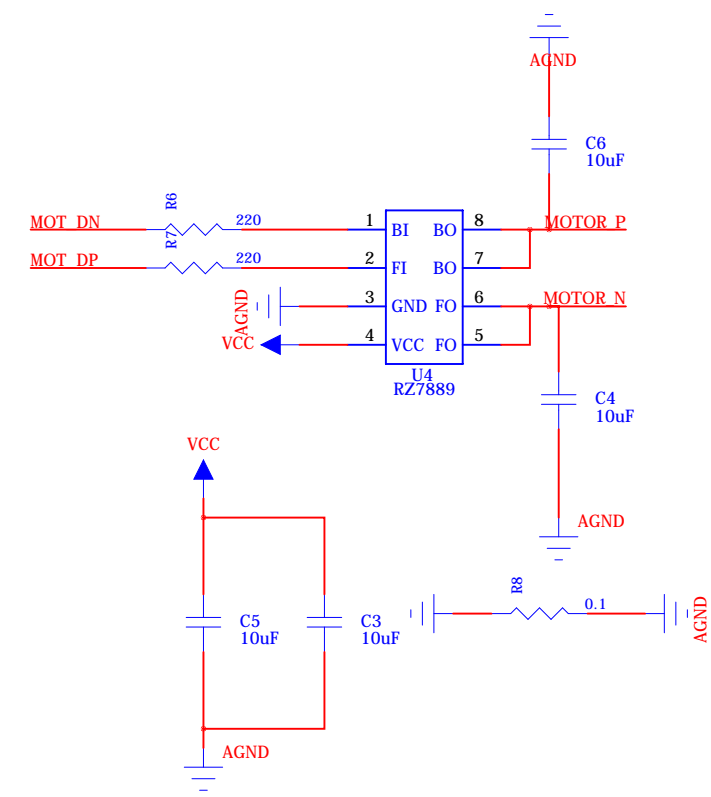 AGND
C6
10uF
MOT_DN
R6
220
1
BI
BO
8
MOTOR_P
MOT_DP
R7
220
2
FI
BO
7
AGND
3
GND
FO
6
MOTOR_N
VCC
4
VCC
FO
5
U4
RZ7889
C4
10uF
VCC
AGND
R8
0.1
AGND
C5
10uF
C3
10uF
AGND